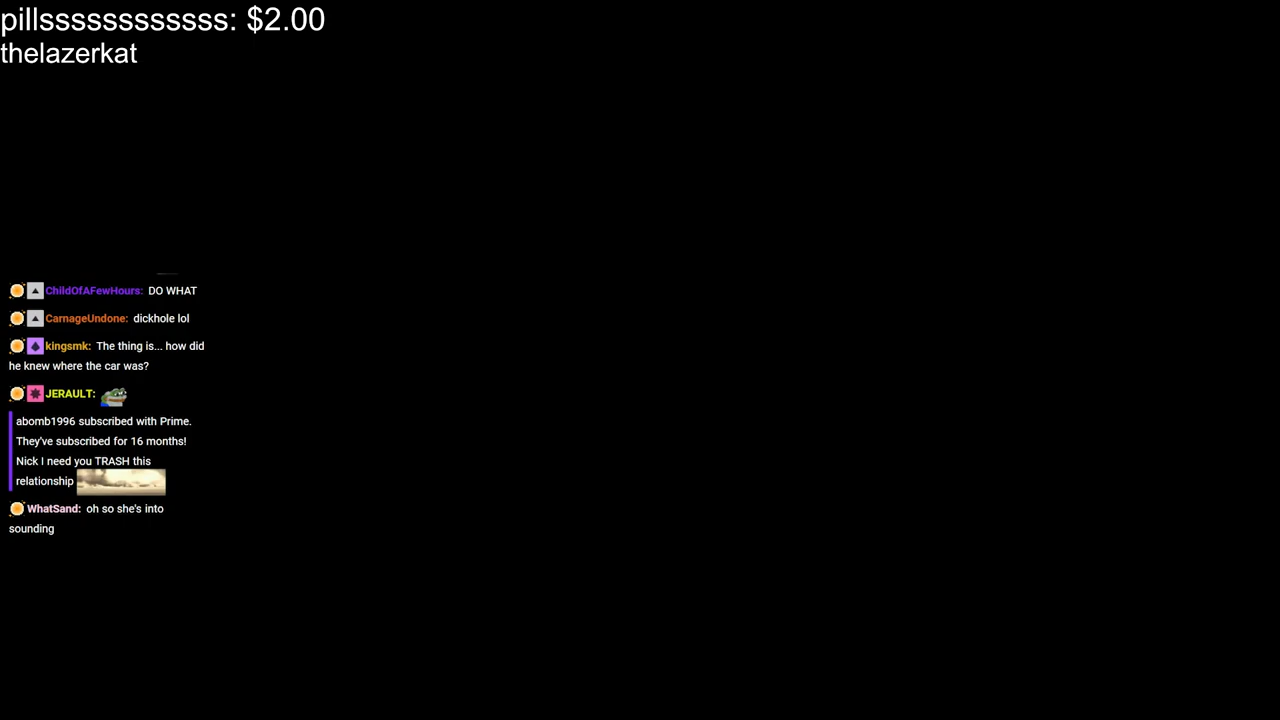 pillssssssssssss: $2.00
thelazerkat
ChildOfAFewHours: DO WHAT
CarnageUndone: dickhole lol
kingsmk: The thing is... how did
he knew where the car was?
JERAULT:
abomb1996 subscribed with Prime.
They've subscribed for 16 months!
Nick I need you TRASH this
relationship
WhatSand: oh so she's into
sounding